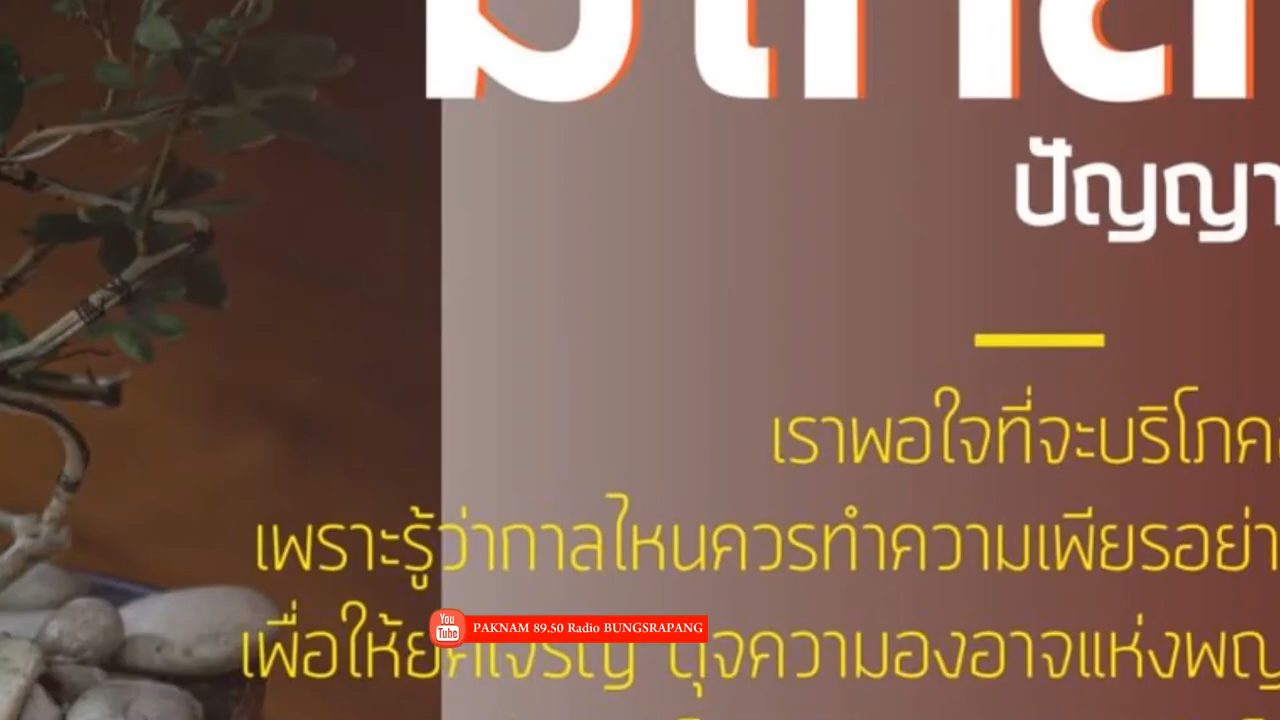 ปัญญา
เราพอใจที่จะบริโภค
เพราะรู้ว่ากาลไหนควรทำความเพียรอย่า
เพื่อให้ ดุจความองอาจแห่งพญ
You Tube PAKNAM 89.50 Radio BUNGSRAPANG